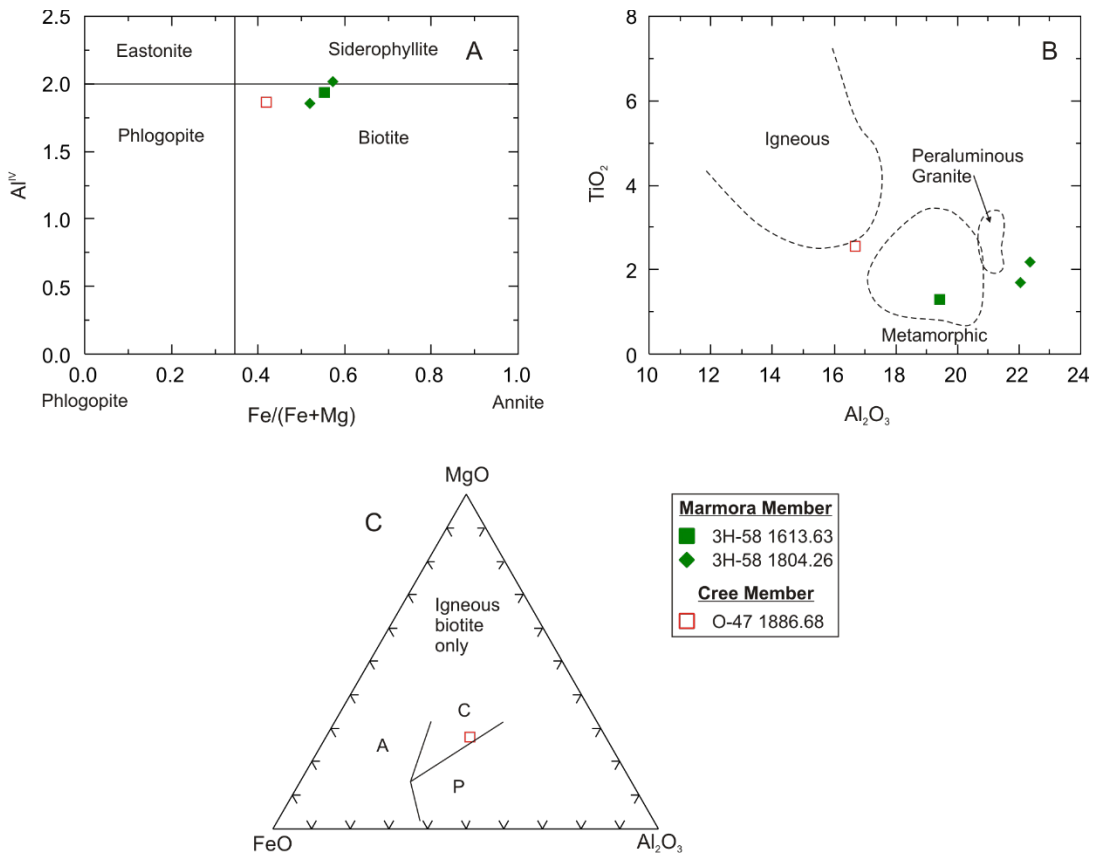 A
Eastonite
Siderophyllite
Phlogopite
Biotite
Al^IV
2.5
2.0
1.5
1.0
0.5
0.0
0.0 0.2 0.4 0.6 0.8 1.0
Phlogopite
Annite
Fe/(Fe+Mg)
B
Igneous
Peraluminous
Granite
Metamorphic
TiO₂
8
6
4
2
0
10 12 14 16 18 20 22 24
Al₂O₃
C
MgO
Igneous
biotite
only
C
A
P
FeO
Al₂O₃
Marmora Member
3H-58 1613.63
3H-58 1804.26
Cree Member
O-47 1886.68